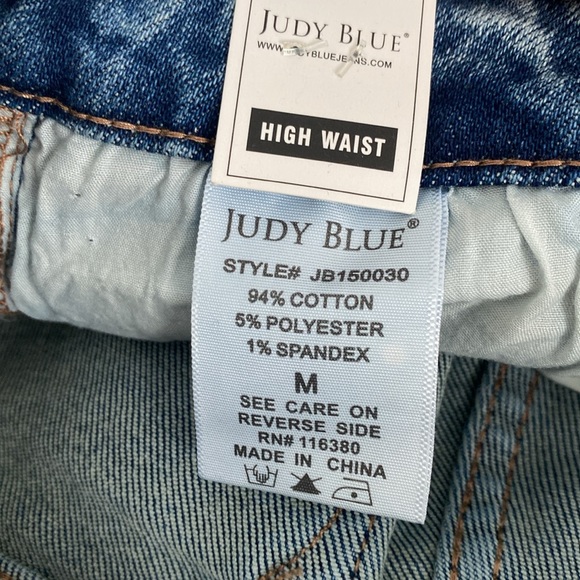 JUDY BLUE®
HIGH WAIST
JUDY BLUE®
STYLE# JB150030
94% COTTON
5% POLYESTER
1% SPANDEX
M
SEE CARE ON
REVERSE SIDE
RN# 116380
MADE IN CHINA